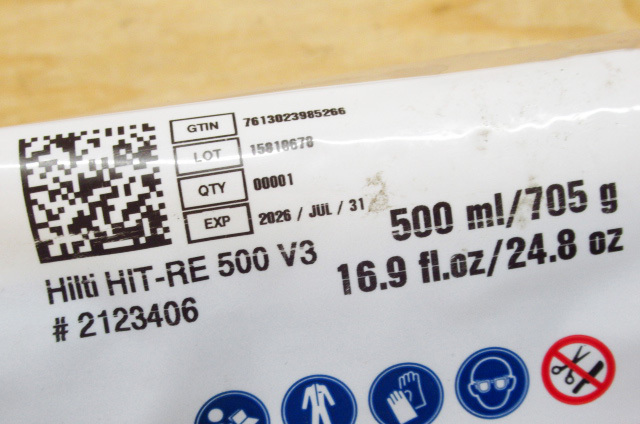 GTIN 7613023985266
LOT 15818678
QTY 00001
EXP 2026 / JUL / 31
500 ml/705 g
16.9 fl.oz/24.8 oz
Hilti HIT-RE 500 V3
# 2123406